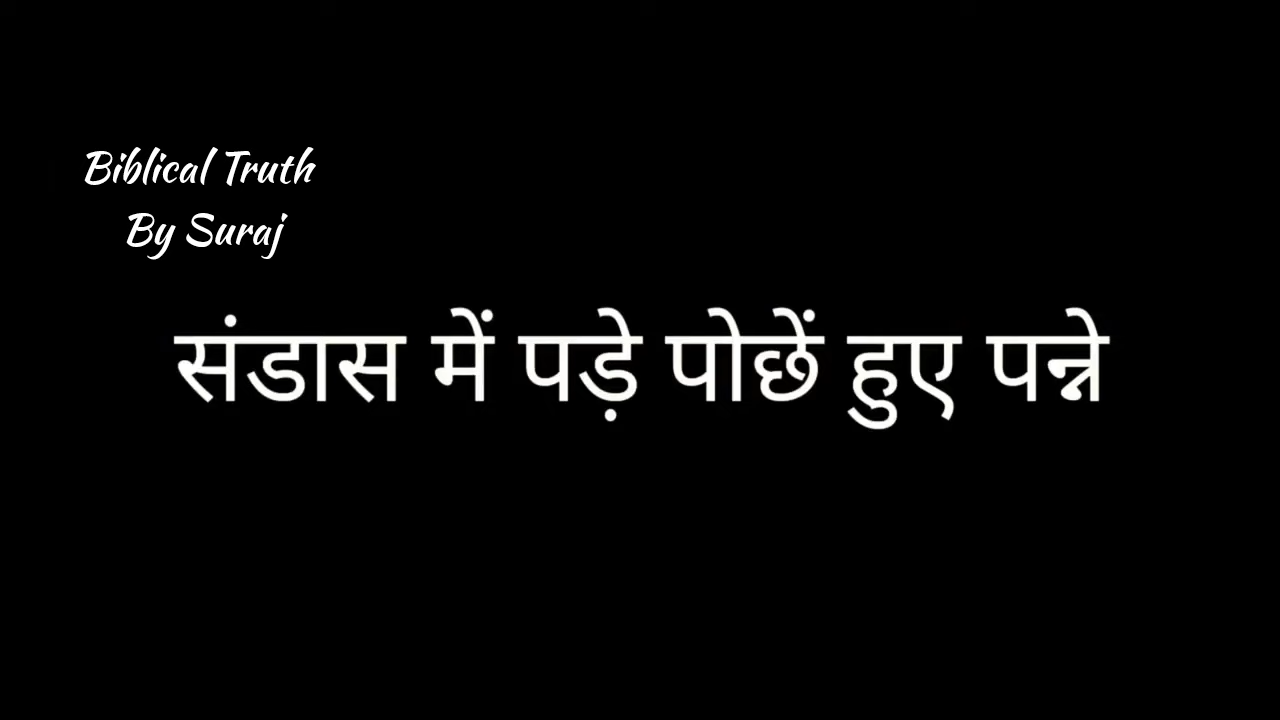 Biblical Truth
By Suraj
संडास में पड़े पोछें हुए पन्ने